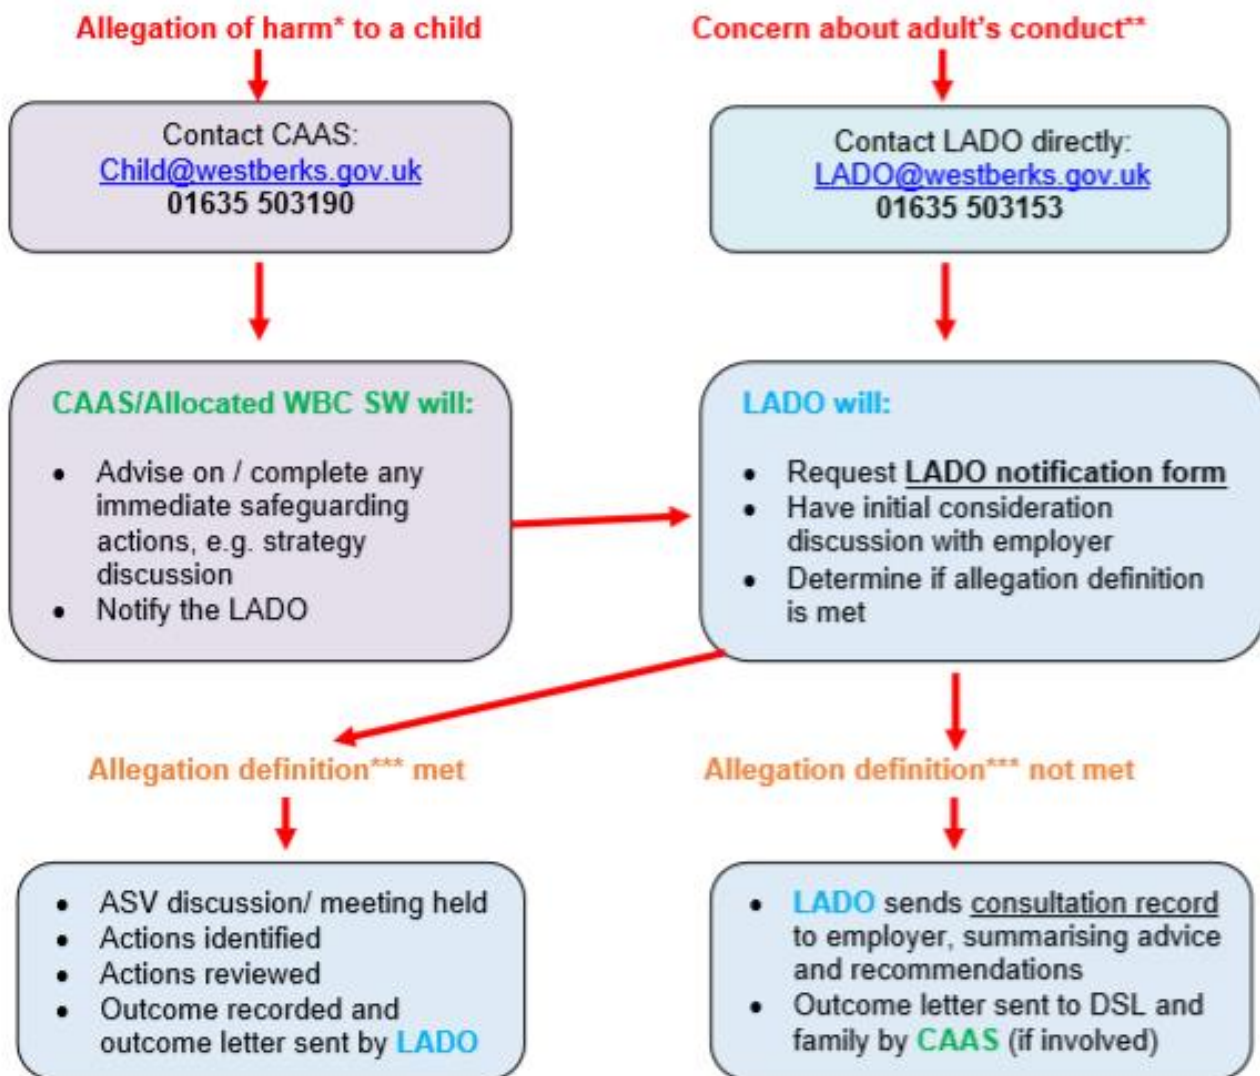 Allegation of harm* to a child
Contact CAAS:
Child@westberks.gov.uk
01635 503190
CAAS/Allocated WBC SW will:
• Advise on / complete any
immediate safeguarding
actions, e.g. strategy
discussion
• Notify the LADO
Concern about adult's conduct**
Contact LADO directly:
LADO@westberks.gov.uk
01635 503153
LADO will:
• Request LADO notification form
• Have initial consideration
discussion with employer
• Determine if allegation definition
is met
Allegation definition*** met
• ASV discussion/ meeting held
• Actions identified
• Actions reviewed
• Outcome recorded and
outcome letter sent by LADO
Allegation definition*** not met
• LADO sends consultation record
to employer, summarising advice
and recommendations
• Outcome letter sent to DSL and
family by CAAS (if involved)